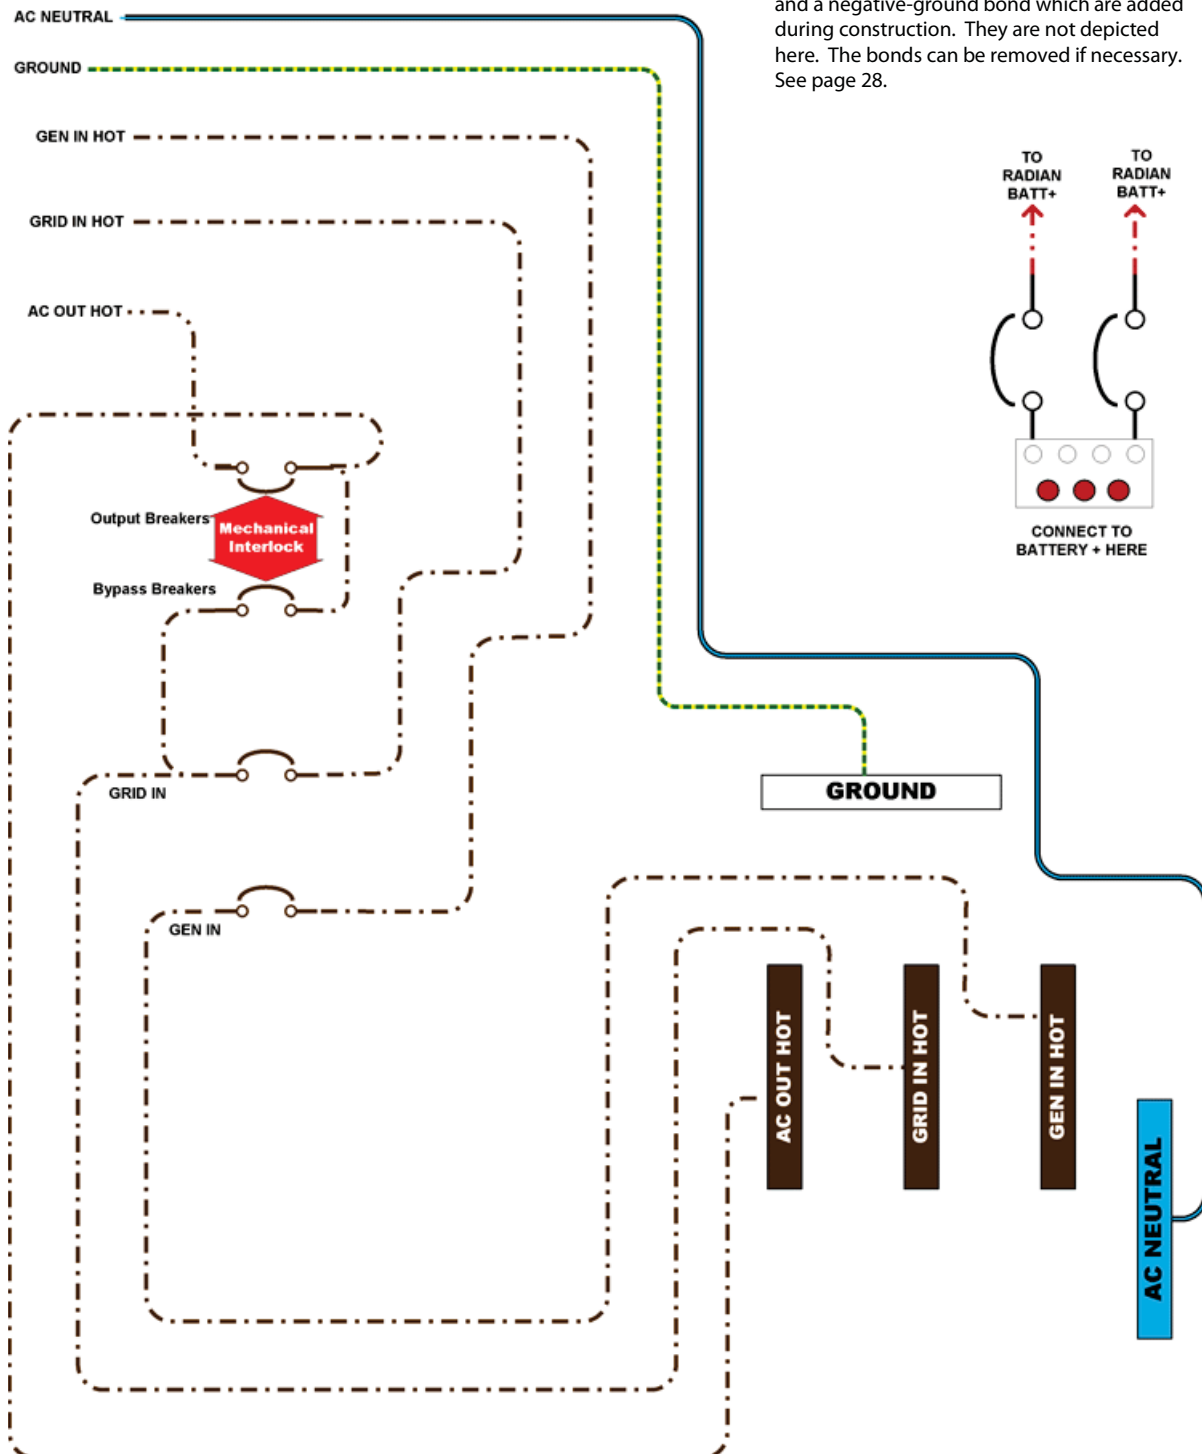 and a negative-ground bond which are added
during construction. They are not depicted
here. The bonds can be removed if necessary.
See page 28.
AC NEUTRAL
GROUND
GEN IN HOT
GRID IN HOT
AC OUT HOT
TO
RADIAN
BATT+
TO
RADIAN
BATT+
CONNECT TO
BATTERY + HERE
Output Breakers
Mechanical
Interlock
Bypass Breakers
GRID IN
GEN IN
GROUND
AC OUT HOT
GRID IN HOT
GEN IN HOT
AC NEUTRAL